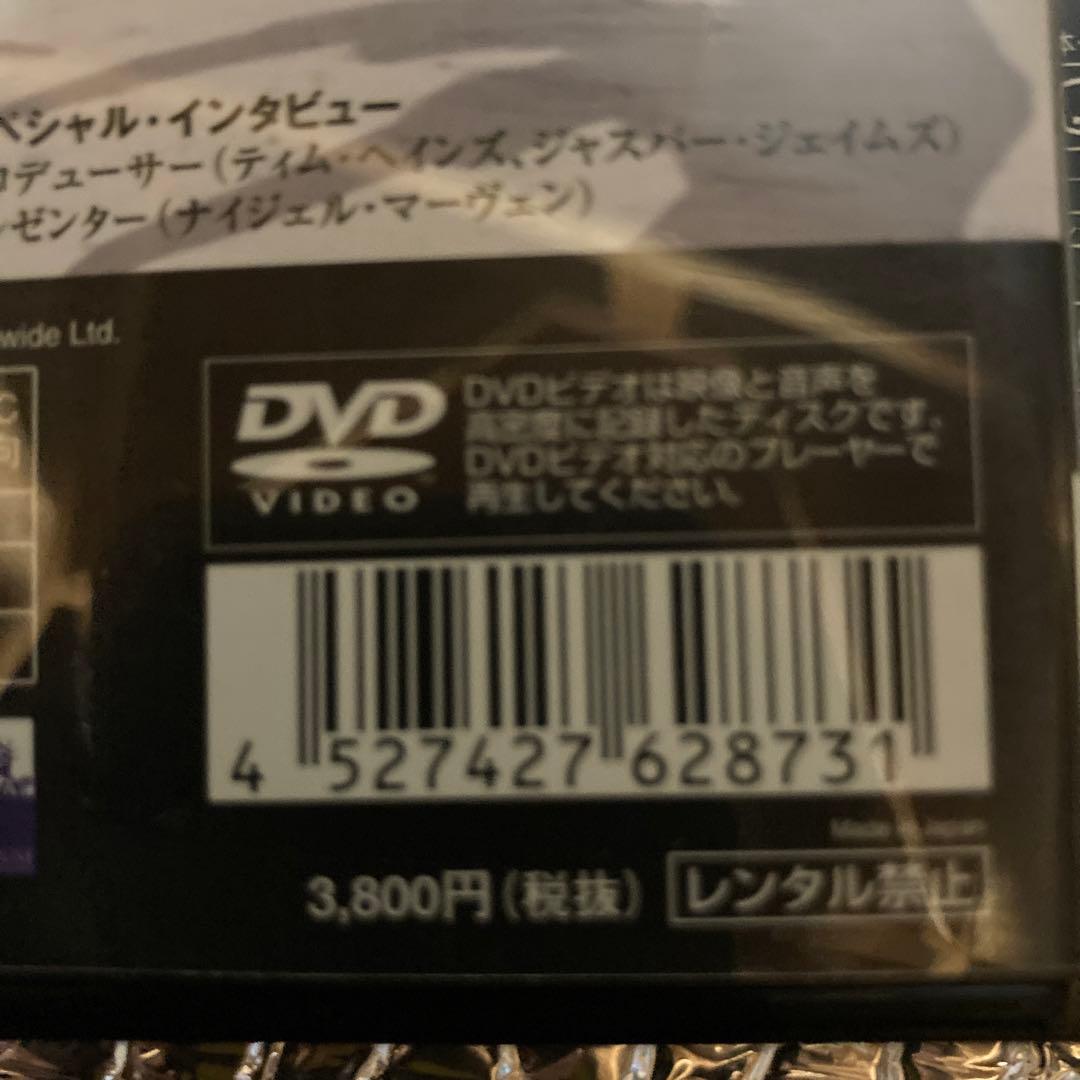 ペシャル・インタビュー
ロデューサー（ティム・ヘインズ、ジャスパー・ジェイムズ）
レゼンター（ナイジェル・マーヴェン）
wide Ltd.
C
DVD
VIDEO
DVDビデオは映像と音声を
高密度に記録したディスクです。
DVDビデオ対応のプレーヤーで
再生してください。
4 527427 628731
Made in Japan
3,800円（税抜）
レンタル禁止